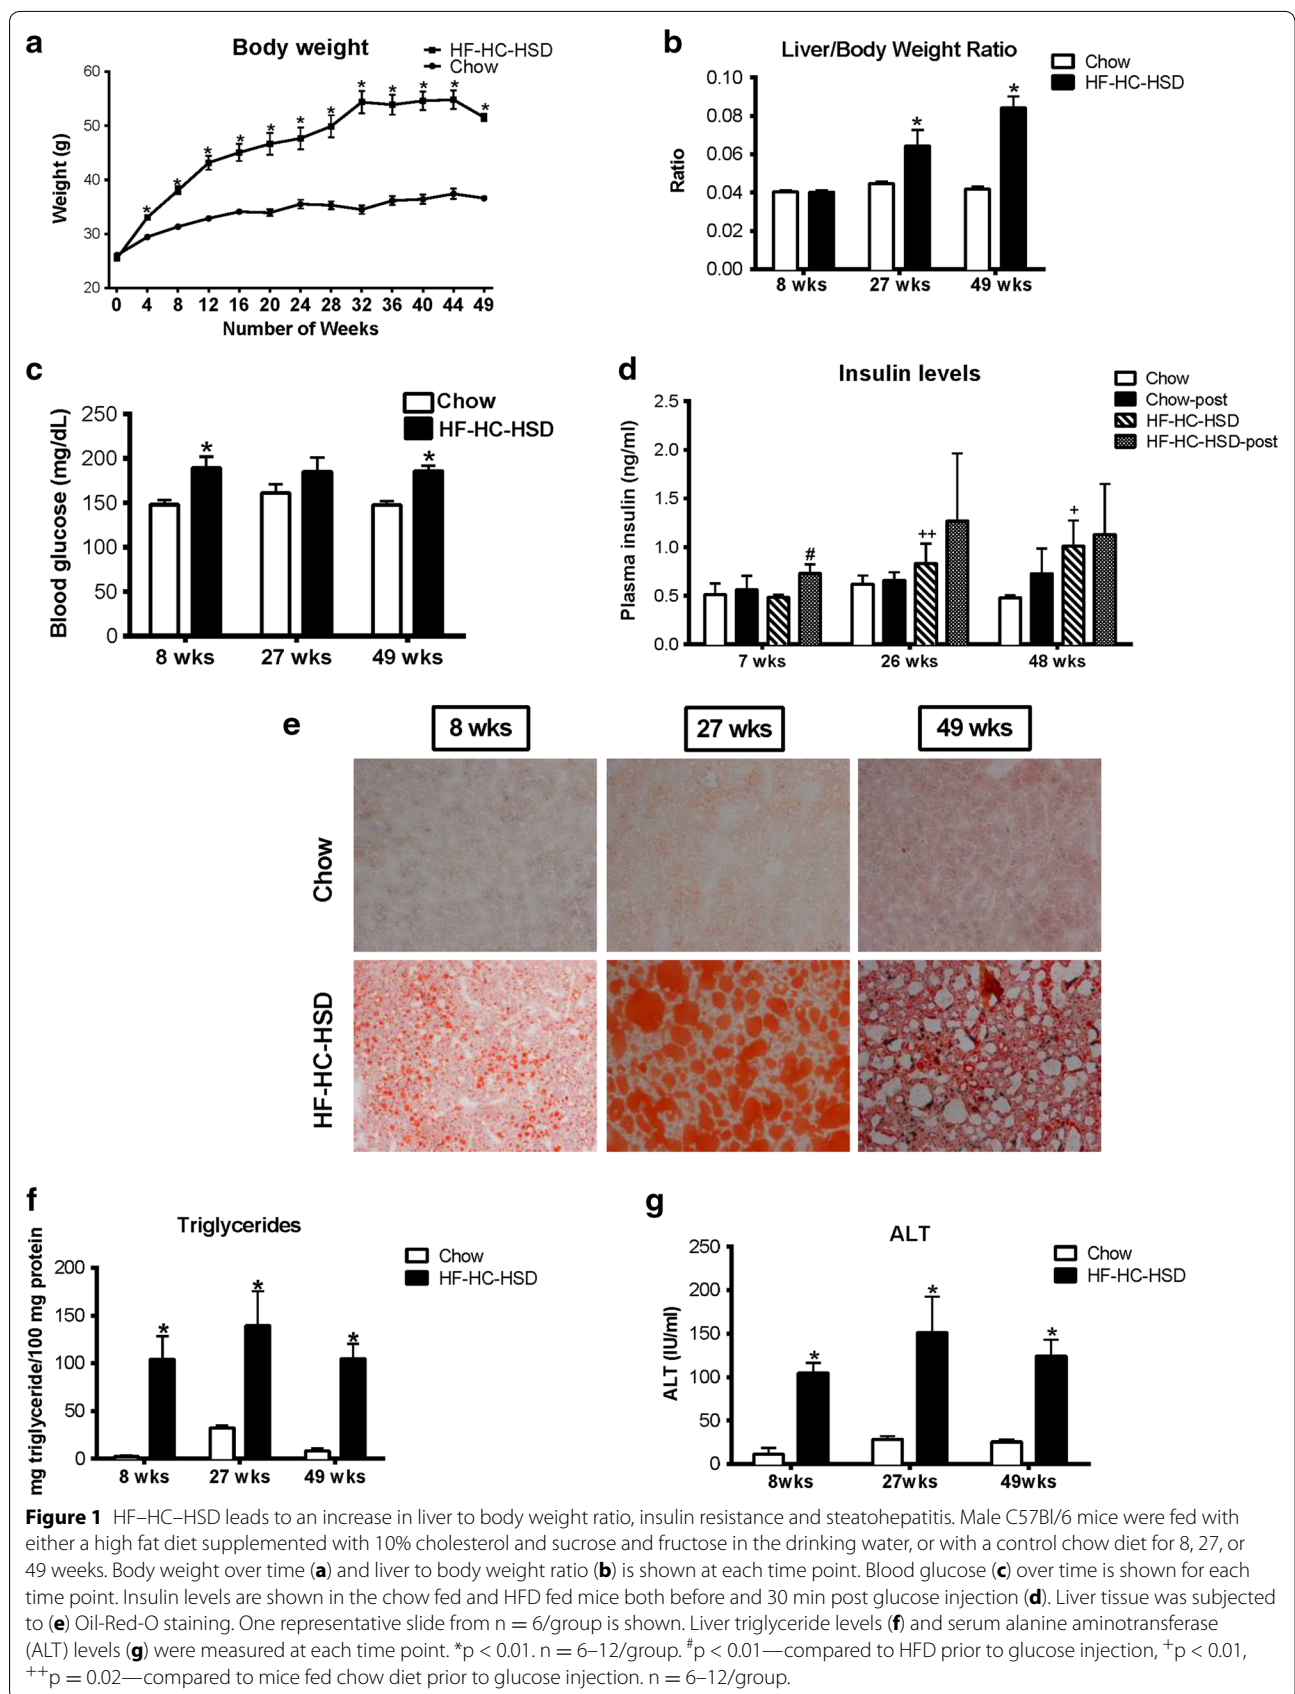 a
Body weight
HF-HC-HSD
Chow
Weight (g)
60
50
40
30
20
* * * * * * * * * * * *
0 4 8 12 16 20 24 28 32 36 40 44 49
Number of Weeks
b
Liver/Body Weight Ratio
Chow
HF-HC-HSD
Ratio
0.10
0.08
0.06
0.04
0.02
0.00
* *
8 wks 27 wks 49 wks
c
Chow
HF-HC-HSD
Blood glucose (mg/dL)
250
200
150
100
50
0
* *
8 wks 27 wks 49 wks
d
Insulin levels
Chow
Chow-post
HF-HC-HSD
HF-HC-HSD-post
Plasma insulin (ng/ml)
2.5
2.0
1.5
1.0
0.5
0.0
# ++ +
7 wks 26 wks 48 wks
e
8 wks 27 wks 49 wks
Chow
HF-HC-HSD
f
Triglycerides
Chow
HF-HC-HSD
mg triglyceride/100 mg protein
200
150
100
50
0
* * *
8 wks 27 wks 49 wks
g
ALT
Chow
HF-HC-HSD
ALT (IU/ml)
250
200
150
100
50
0
* * *
8wks 27wks 49wks
Figure 1 HF–HC–HSD leads to an increase in liver to body weight ratio, insulin resistance and steatohepatitis. Male C57Bl/6 mice were fed with
either a high fat diet supplemented with 10% cholesterol and sucrose and fructose in the drinking water, or with a control chow diet for 8, 27, or
49 weeks. Body weight over time (a) and liver to body weight ratio (b) is shown at each time point. Blood glucose (c) over time is shown for each
time point. Insulin levels are shown in the chow fed and HFD fed mice both before and 30 min post glucose injection (d). Liver tissue was subjected
to (e) Oil-Red-O staining. One representative slide from n = 6/group is shown. Liver triglyceride levels (f) and serum alanine aminotransferase
(ALT) levels (g) were measured at each time point. *p < 0.01. n = 6–12/group. #p < 0.01—compared to HFD prior to glucose injection, +p < 0.01,
++p = 0.02—compared to mice fed chow diet prior to glucose injection. n = 6–12/group.